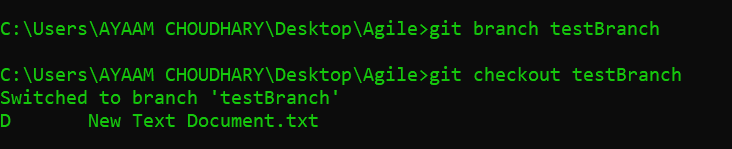 C:\Users\AYAAM CHOUDHARY\Desktop\Agile>git branch testBranch
C:\Users\AYAAM CHOUDHARY\Desktop\Agile>git checkout testBranch
Switched to branch 'testBranch'
D       New Text Document.txt